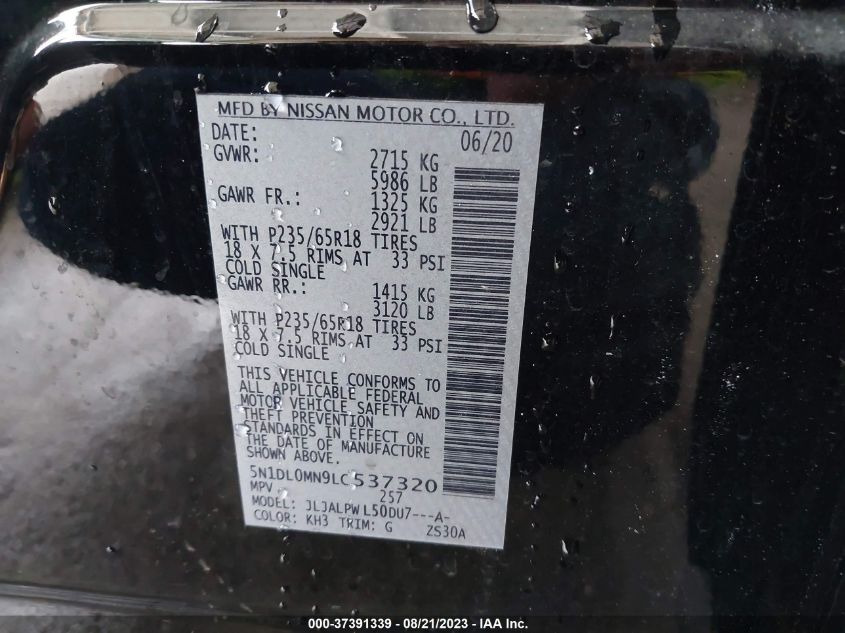 MFD BY NISSAN MOTOR CO., LTD.
DATE: 06/20
GVWR: 2715 KG
5986 LB
GAWR FR.: 1325 KG
2921 LB
WITH P235/65R18 TIRES
18 X 7.5 RIMS AT 33 PSI
COLD SINGLE
GAWR RR.: 1415 KG
3120 LB
WITH P235/65R18 TIRES
18 X 7.5 RIMS AT 33 PSI
COLD SINGLE
THIS VEHICLE CONFORMS TO
ALL APPLICABLE FEDERAL
MOTOR VEHICLE SAFETY AND
THEFT PREVENTION
STANDARDS IN EFFECT ON
THE DATE OF MANUFACTURE
SHOWN ABOVE.
5N1DL0MN9LC537320
MPV 257
MODEL: JLJALPWL50DU7---A-
COLOR: KH3 TRIM: G ZS30A
000-37391339 - 08/21/2023 - IAA Inc.